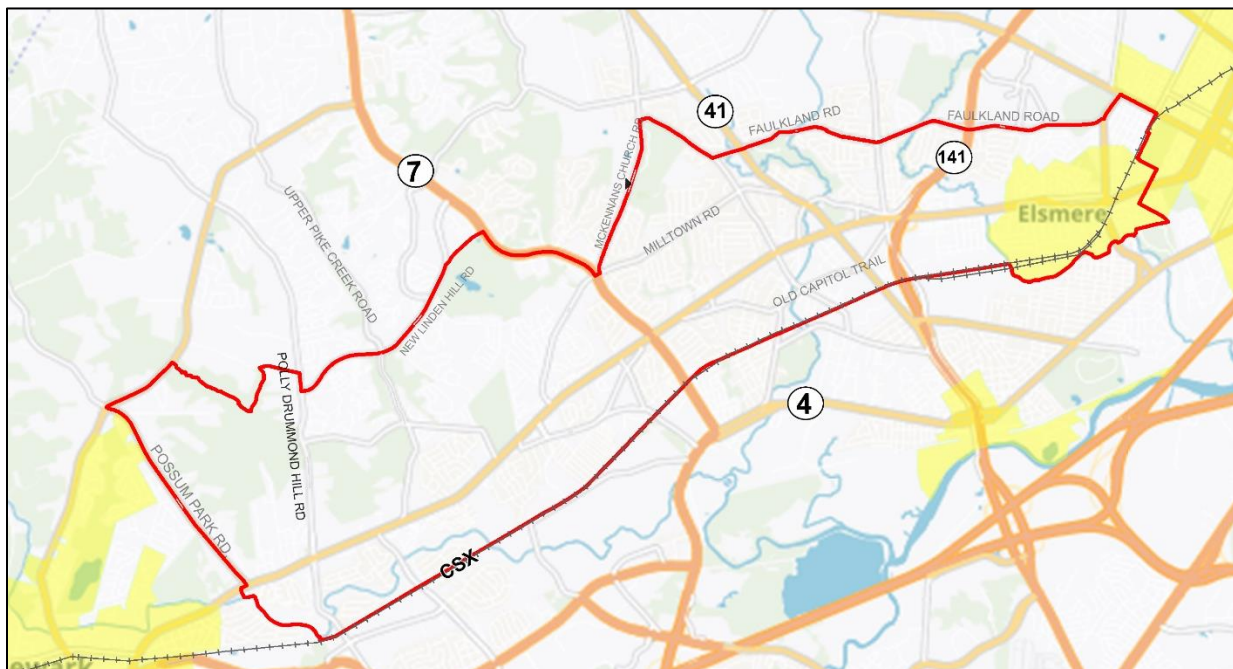 41
FAULKLAND RD
FAULKLAND ROAD
7
MCKENNANS CHURCH RD
141
UPPER PIKE CREEK ROAD
MILLTOWN RD
Elsmere
NEW LINDEN HILL RD
OLD CAPITOL TRAIL
POLLY DRUMMOND HILL RD
4
POSSUM PARK RD
CSX